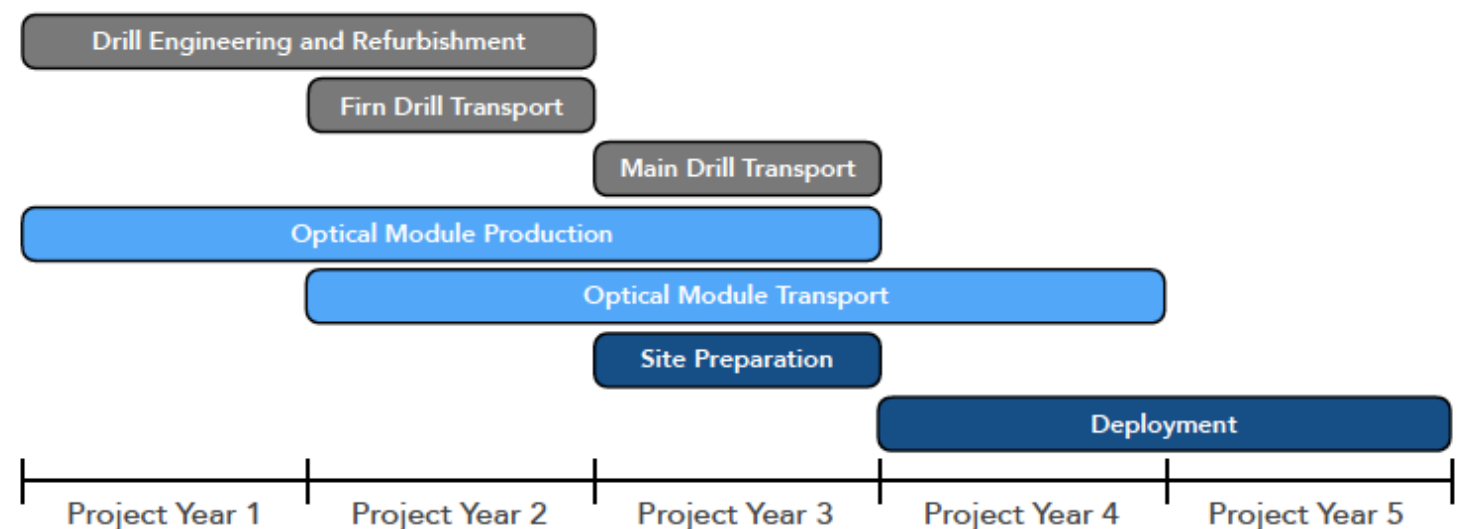 Drill Engineering and Refurbishment
Firn Drill Transport
Main Drill Transport
Optical Module Production
Optical Module Transport
Site Preparation
Deployment
Project Year 1 Project Year 2 Project Year 3 Project Year 4 Project Year 5